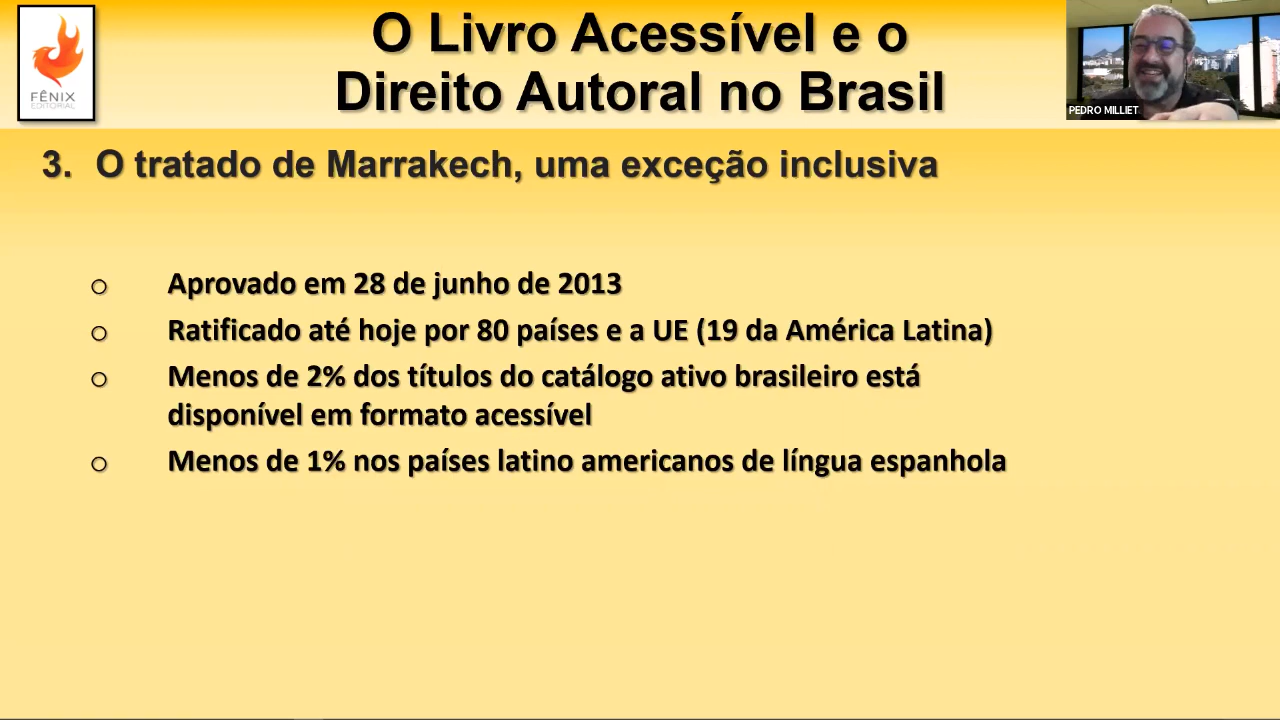 O Livro Acessível e o
Direito Autoral no Brasil
FÊNIX
EDITORIAL
PEDRO MILLIET
3. O tratado de Marrakech, uma exceção inclusiva
o Aprovado em 28 de junho de 2013
o Ratificado até hoje por 80 países e a UE (19 da América Latina)
o Menos de 2% dos títulos do catálogo ativo brasileiro está
disponível em formato acessível
o Menos de 1% nos países latino americanos de língua espanhola